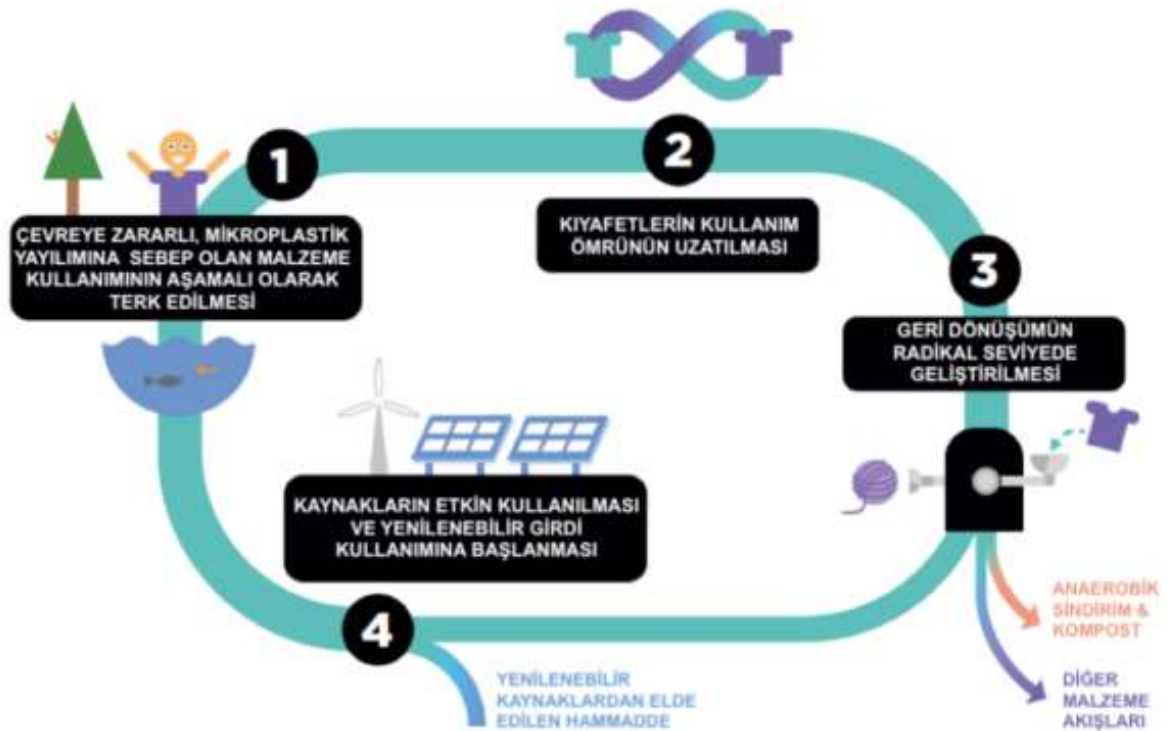 1
ÇEVREYE ZARARLI, MİKROPLASTİK
YAYILIMINA SEBEP OLAN MALZEME
KULLANIMININ AŞAMALI OLARAK
TERK EDİLMESİ
2
KIYAFETLERİN KULLANIM
ÖMRÜNÜN UZATILMASI
3
GERİ DÖNÜŞÜMÜN
RADİKAL SEVİYEDE
GELİŞTİRİLMESİ
KAYNAKLARIN ETKİN KULLANILMASI
VE YENİLENEBİLİR GİRDİ
KULLANIMINA BAŞLANMASI
4
YENİLENEBİLİR
KAYNAKLARDAN ELDE
EDİLEN HAMMADDE
ANAEROBİK
SİNDİRİM &
KOMPOST
DİĞER
MALZEME
AKIŞLARI